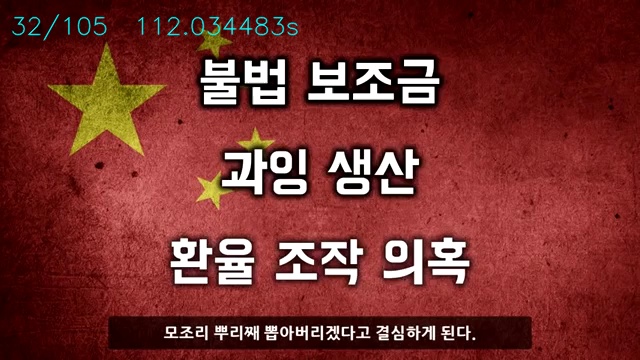 32/105 112.034483s
불법 보조금
과잉 생산
환율 조작 의혹
모조리 뿌리째 뽑아버리겠다고 결심하게 된다.